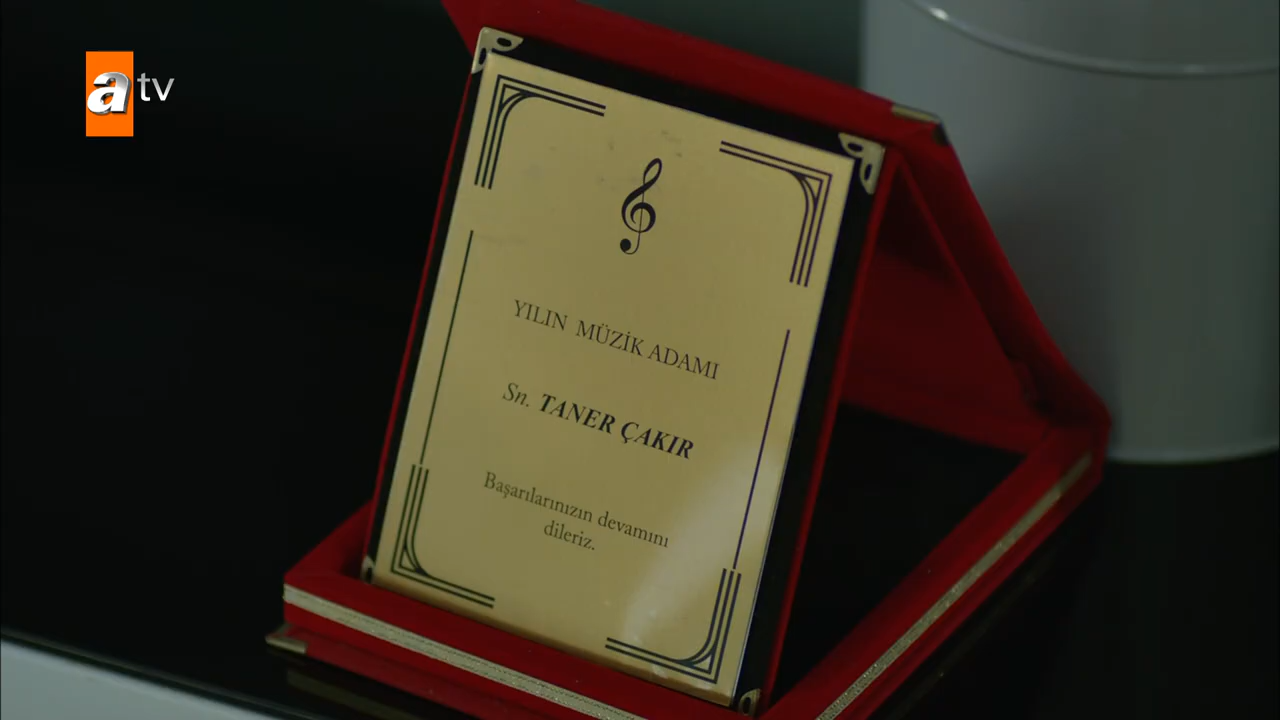 atv
YILIN MÜZİK ADAMI
Sn. TANER ÇAKIR
Başarılarınızın devamını
dileriz.